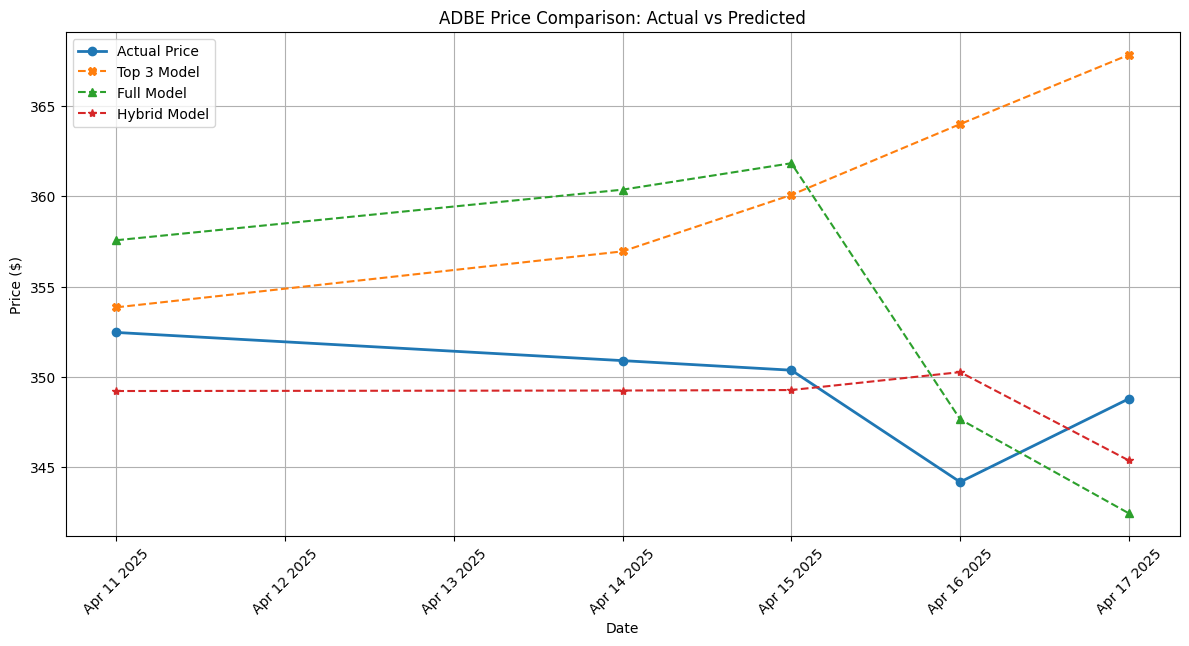 ADBE Price Comparison: Actual vs Predicted
Actual Price
Top 3 Model
Full Model
Hybrid Model
Price ($)
365
360
355
350
345
Apr 11 2025
Apr 12 2025
Apr 13 2025
Apr 14 2025
Apr 15 2025
Apr 16 2025
Apr 17 2025
Date